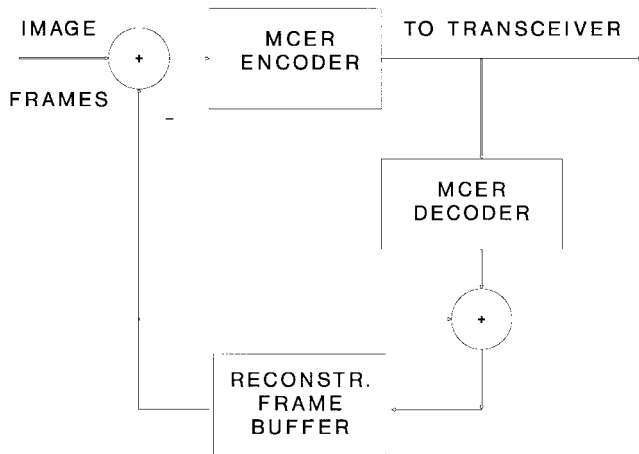 IMAGE
FRAMES
+
−
MCER
ENCODER
TO TRANSCEIVER
MCER
DECODER
+
RECONSTR.
FRAME
BUFFER